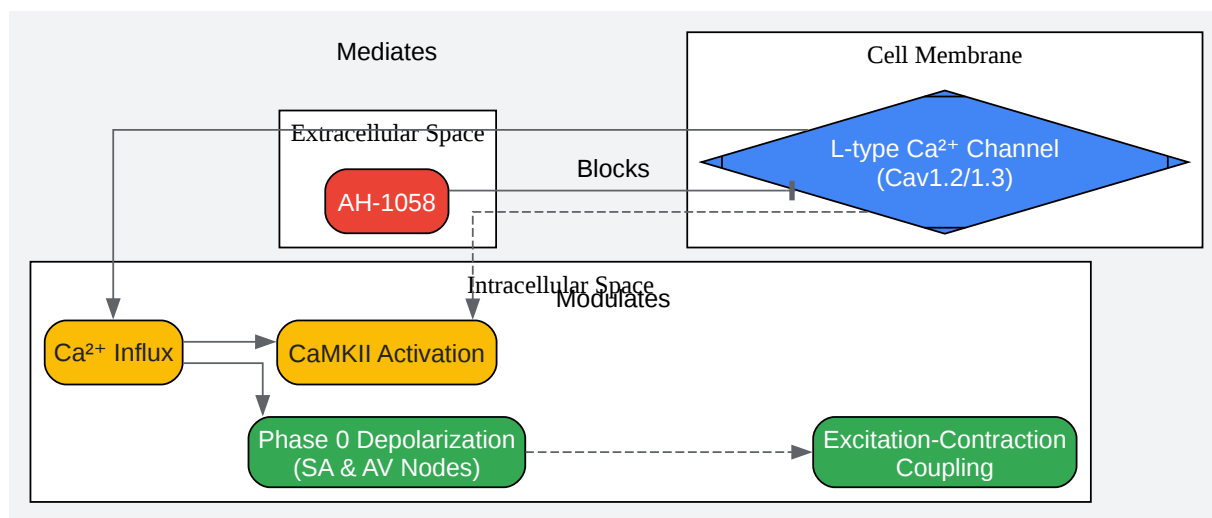 Mediates
Cell Membrane
Extracellular Space
L-type Ca²⁺ Channel
(Cav1.2/1.3)
Blocks
AH-1058
Intracellular Space
Modulates
Ca²⁺ Influx
CaMKII Activation
Phase 0 Depolarization
(SA & AV Nodes)
Excitation-Contraction
Coupling